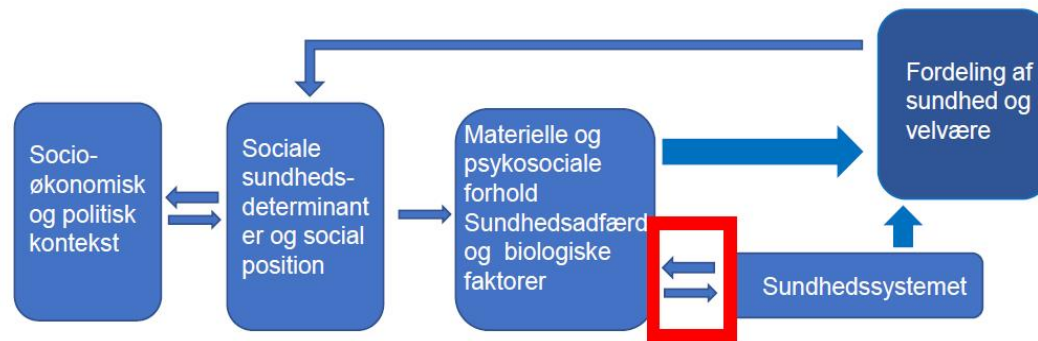 Socio-
økonomisk
og politisk
kontekst
Sociale
sundheds-
determinant
er og social
position
Materielle og
psykosociale
forhold
Sundhedsadfærd
og biologiske
faktorer
Fordeling af
sundhed og
velvære
Sundhedssystemet